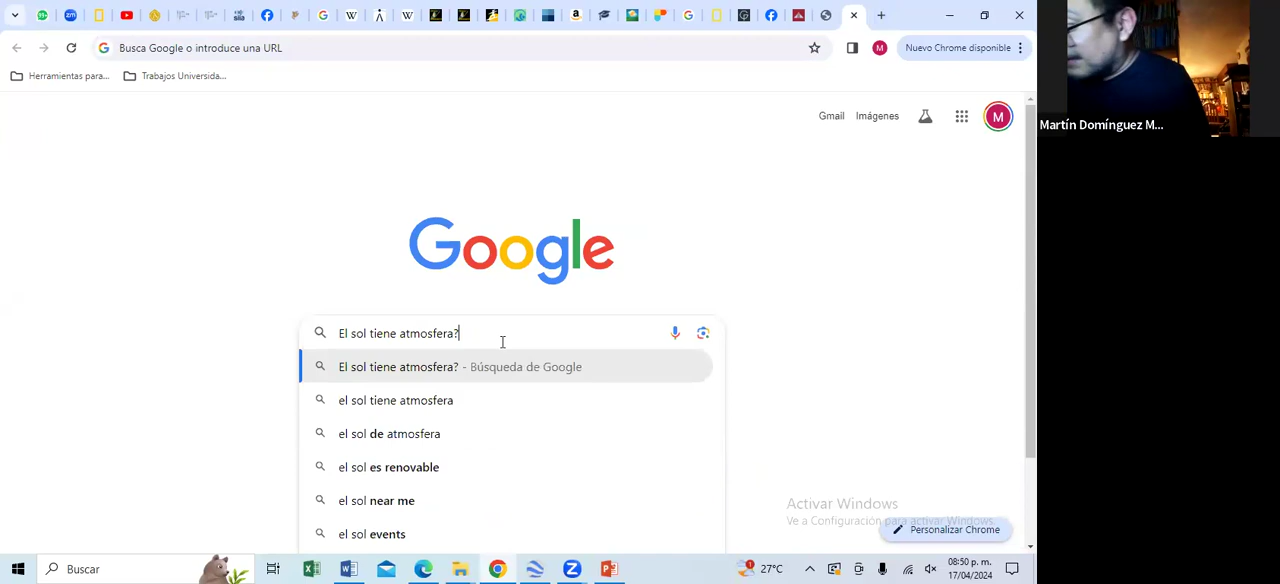 Busca Google o introduce una URL
M
Nuevo Chrome disponible
Herramientas para...
Trabajos Universida...
Gmail
Imágenes
M
Martín Domínguez M...
Google
El sol tiene atmosfera?
El sol tiene atmosfera? - Búsqueda de Google
el sol tiene atmosfera
el sol de atmosfera
el sol es renovable
el sol near me
el sol events
Activar Windows
Ve a Configuración para activar Windows.
Personalizar Chrome
Buscar
27°C
08:50 p. m.
17/04/2024